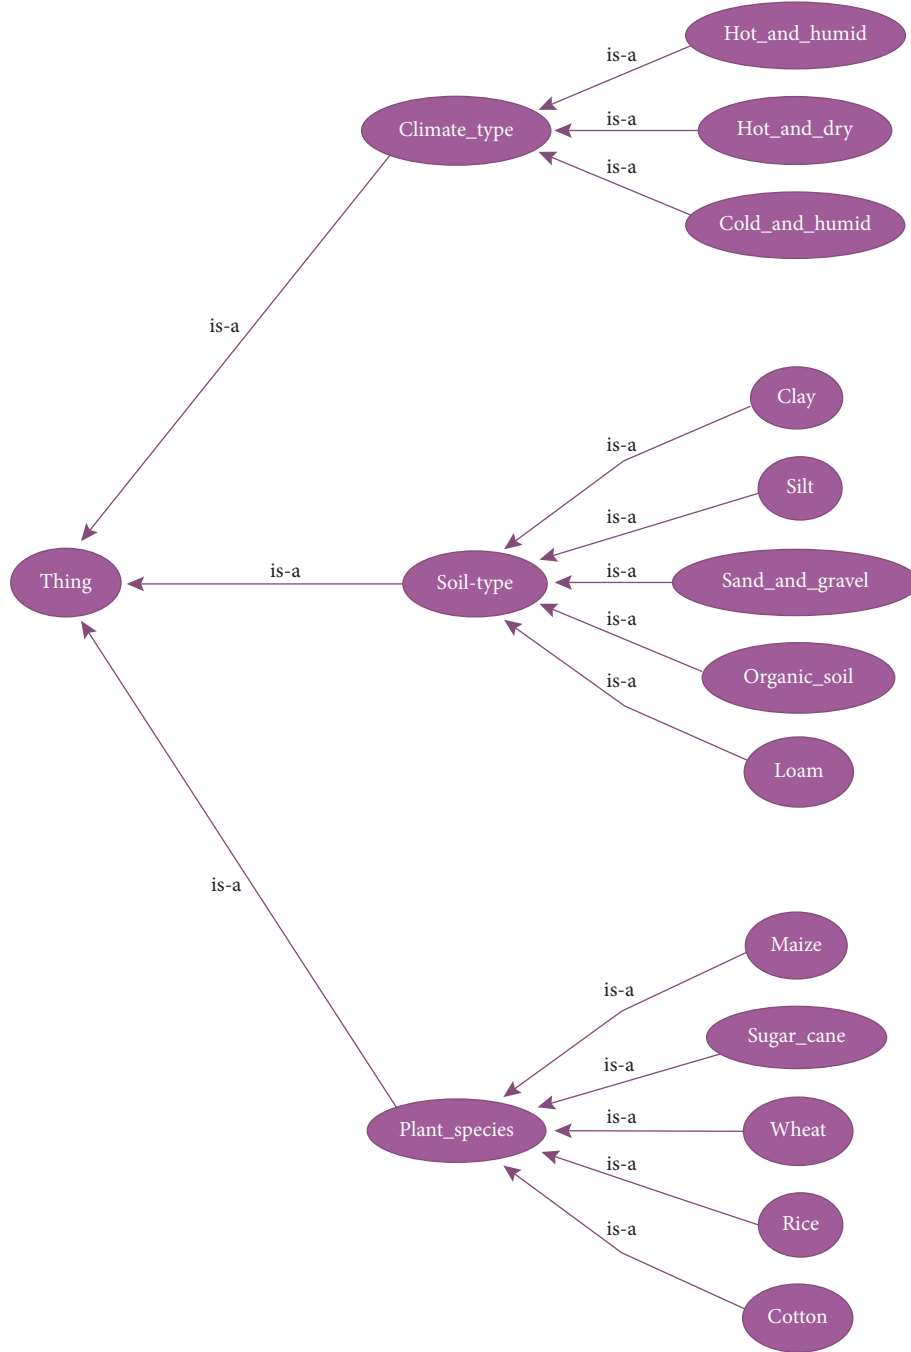 Hot_and_humid
is-a
Climate_type
is-a
Hot_and_dry
is-a
Cold_and_humid
is-a
Clay
is-a
Silt
is-a
Thing
is-a
Soil-type
is-a
Sand_and_gravel
is-a
Organic_soil
is-a
Loam
is-a
Maize
is-a
Sugar_cane
is-a
Plant_species
is-a
Wheat
is-a
Rice
is-a
Cotton